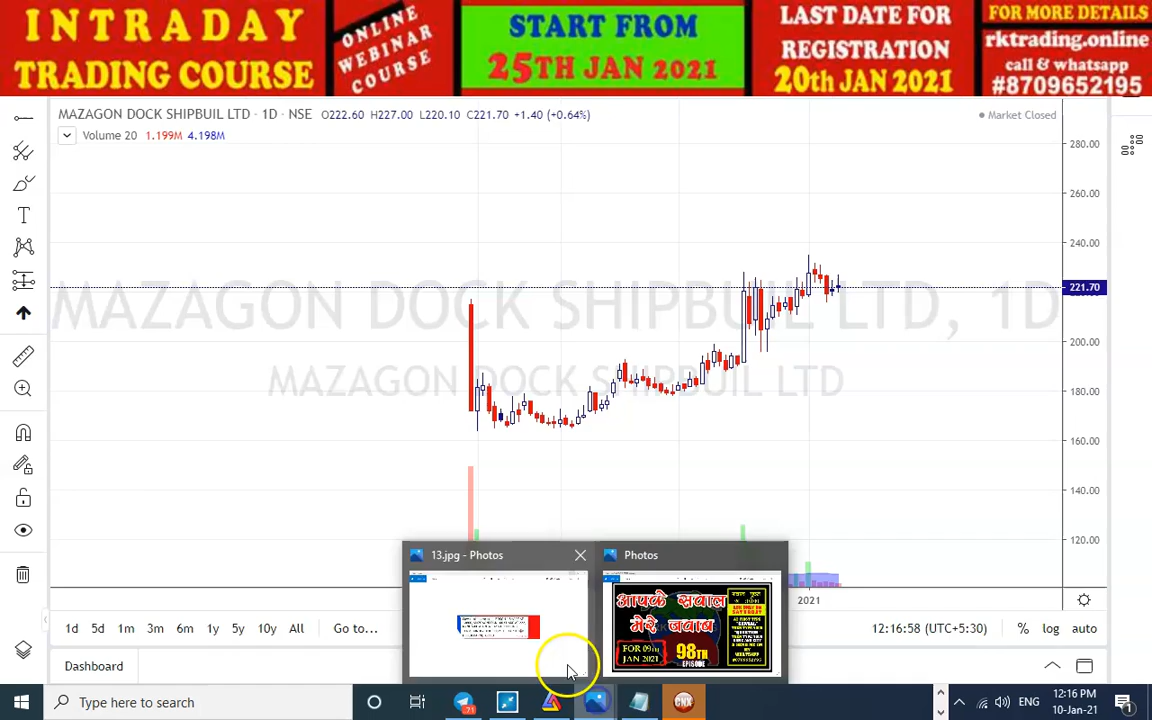 INTRADAY
TRADING COURSE
ONLINE
WEBINAR
COURSE
START FROM
25TH JAN 2021
LAST DATE FOR
REGISTRATION
20th JAN 2021
FOR MORE DETAILS
rktrading.online
call & whatsapp
#8709652195
MAZAGON DOCK SHIPBUIL LTD · 1D · NSE O222.60 H227.00 L220.10 C221.70 +1.40 (+0.64%)
Market Closed
Volume 20 1.199M 4.198M
280.00
260.00
240.00
221.70
200.00
180.00
160.00
140.00
120.00
MAZAGON DOCK SHIPBUIL LTD, 1D
MAZAGON DOCK SHIPBUIL LTD
2021
13.jpg - Photos
Photos
आपके सवाल
मेरे जवाब
FOR 09th
JAN 2021
98TH
EPISODE
1d 5d 1m 3m 6m 1y 5y 10y All Go to...
12:16:58 (UTC+5:30) % log auto
Dashboard
Type here to search
71
CNX
ENG
12:16 PM
10-Jan-21
1